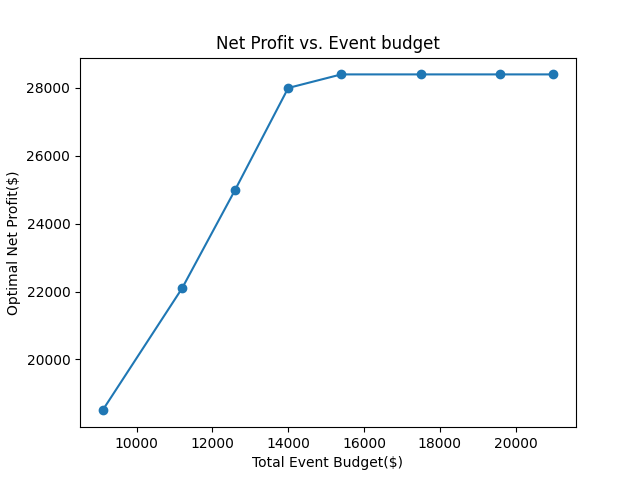 Net Profit vs. Event budget
28000
26000
24000
22000
20000
Optimal Net Profit($)
10000 12000 14000 16000 18000 20000
Total Event Budget($)